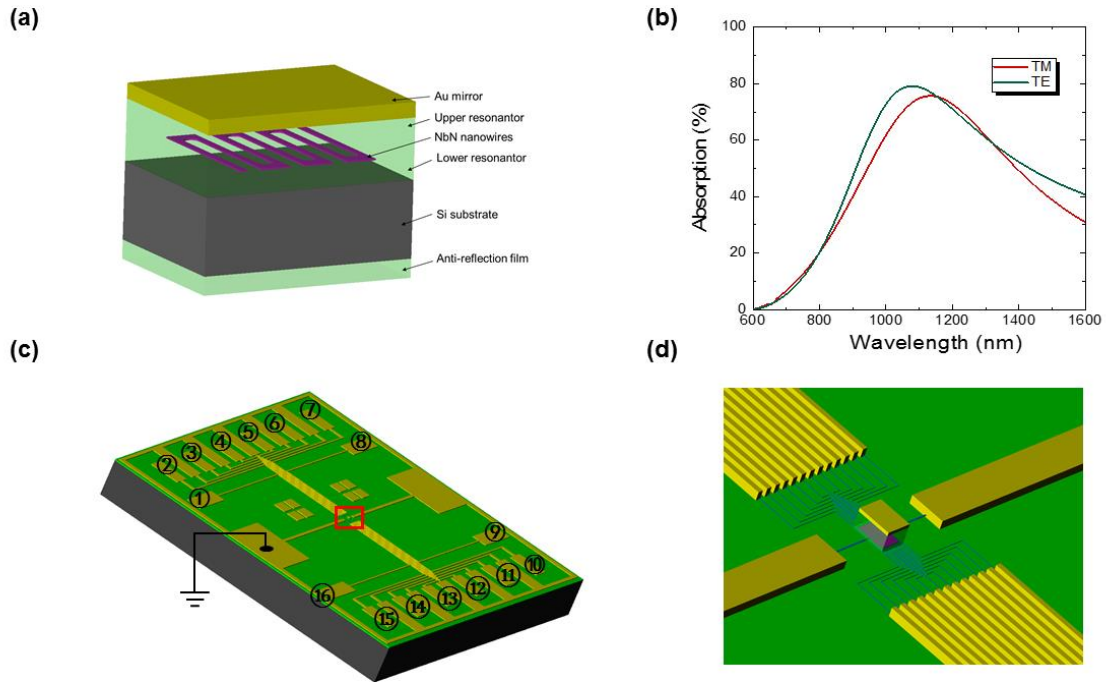 (a)
Au mirror
Upper resonantor
NbN nanowires
Lower resonantor
Si substrate
Anti-reflection film
(b)
100
80
60
40
20
0
Absorption (%)
TM
TE
600
800
1000
1200
1400
1600
Wavelength (nm)
(c)
①
②
③
④
⑤
⑥
⑦
⑧
⑨
⑩
⑪
⑫
⑬
⑭
⑮
⑯
(d)